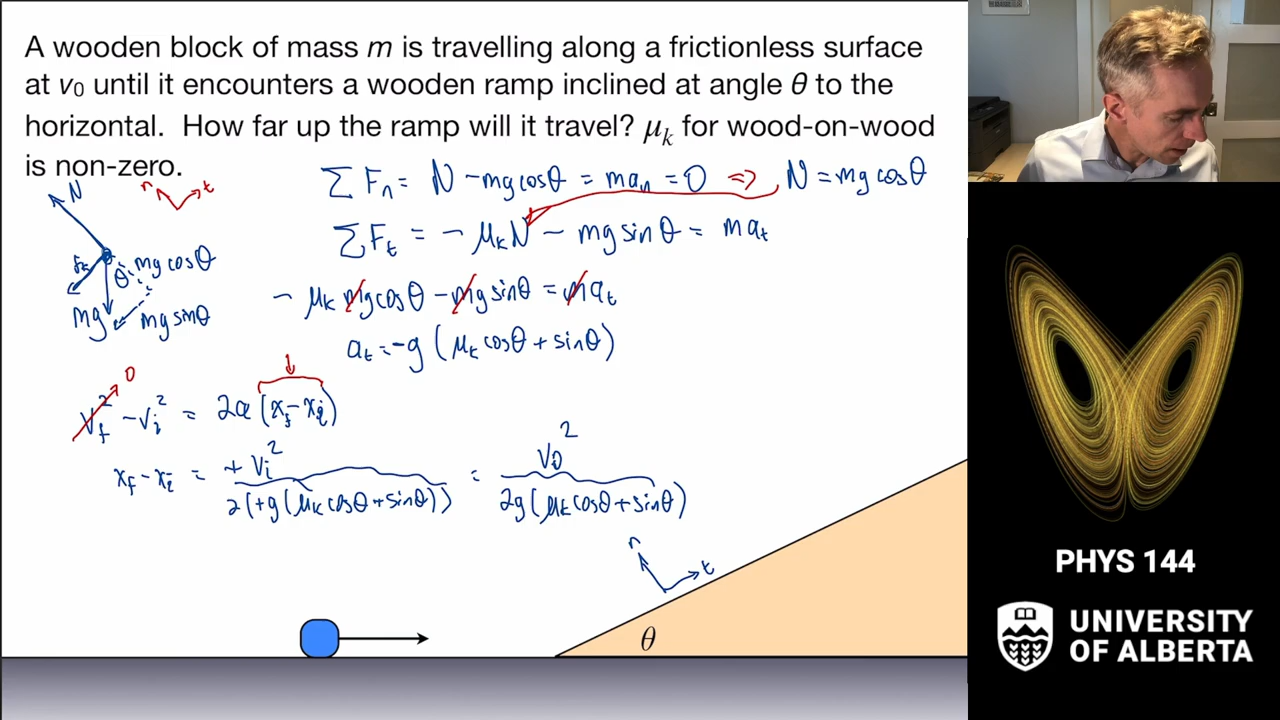 A wooden block of mass m is travelling along a frictionless surface
at v0 until it encounters a wooden ramp inclined at angle θ to the
horizontal. How far up the ramp will it travel? μk for wood-on-wood
is non-zero.
ΣFn = N - mg cosθ = man = 0 => N = mg cosθ
ΣFt = - μkN - mg sinθ = mat
- μk mg cosθ - mg sinθ = mat
at = -g (μk cosθ + sinθ)
N
n
t
fk
θ
mg cosθ
mg
mg sinθ
0
vf² - vi² = 2a (xf - xi)
xf - xi = + vi² / 2(+g(μk cosθ + sinθ)) = v0² / 2g(μk cosθ + sinθ)
n
t
θ
PHYS 144
UNIVERSITY
OF ALBERTA